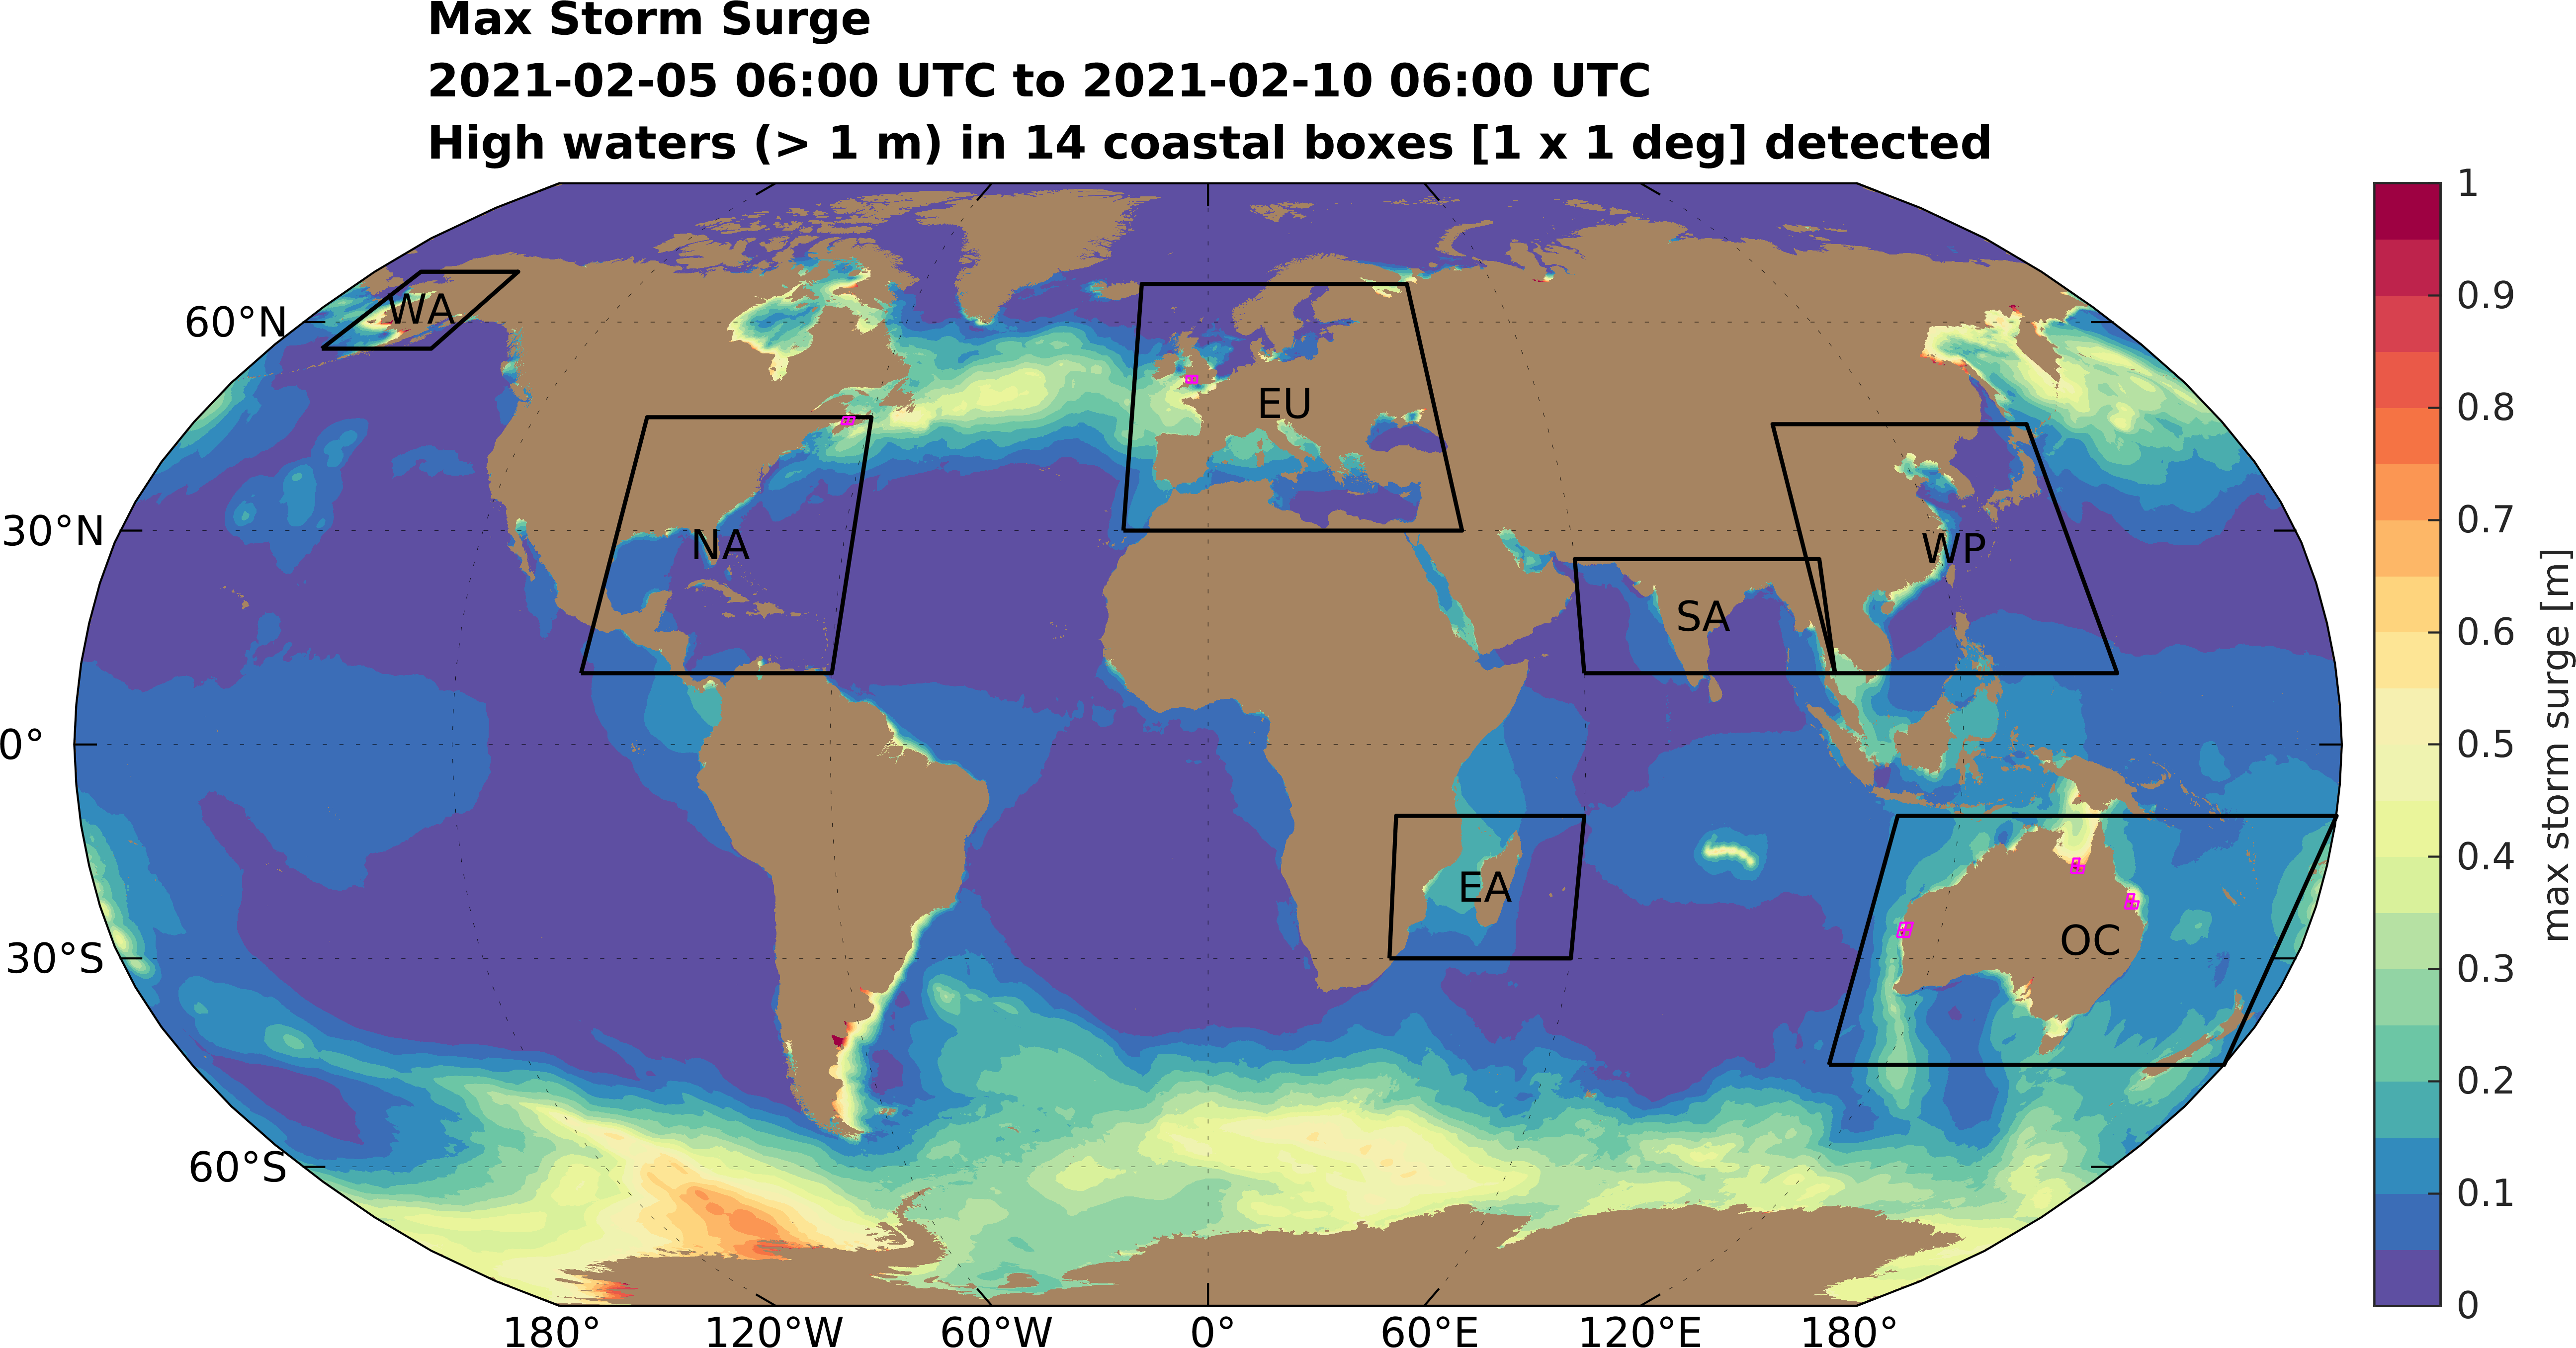 Max Storm Surge
2021-02-05 06:00 UTC to 2021-02-10 06:00 UTC
High waters (> 1 m) in 14 coastal boxes [1 x 1 deg] detected
60°N
30°N
0°
30°S
60°S
WA
NA
EU
SA
WP
EA
OC
180°
120°W
60°W
0°
60°E
120°E
180°
1
0.9
0.8
0.7
0.6
0.5
0.4
0.3
0.2
0.1
0
max storm surge [m]